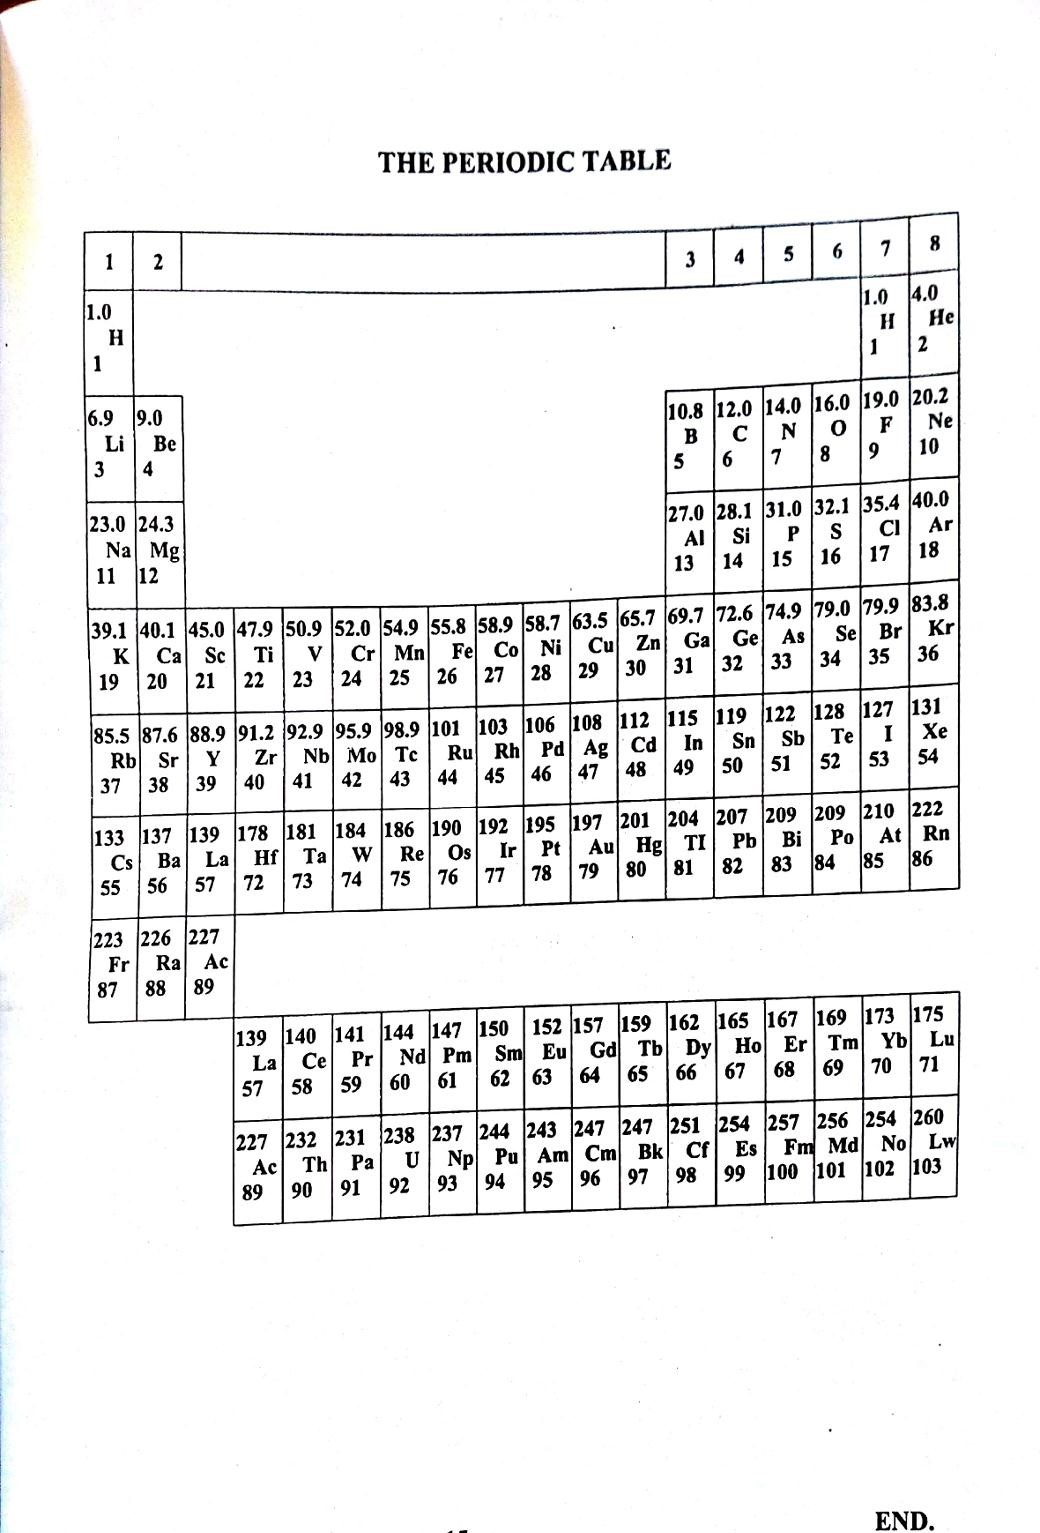 THE PERIODIC TABLE
1 2 3 4 5 6 7 8
1.0 1.0 4.0
H H He
1 1 2
6.9 9.0 10.8 12.0 14.0 16.0 19.0 20.2
Li Be B C N O F Ne
3 4 5 6 7 8 9 10
23.0 24.3 27.0 28.1 31.0 32.1 35.4 40.0
Na Mg Al Si P S Cl Ar
11 12 13 14 15 16 17 18
39.1 40.1 45.0 47.9 50.9 52.0 54.9 55.8 58.9 58.7 63.5 65.7 69.7 72.6 74.9 79.0 79.9 83.8
K Ca Sc Ti V Cr Mn Fe Co Ni Cu Zn Ga Ge As Se Br Kr
19 20 21 22 23 24 25 26 27 28 29 30 31 32 33 34 35 36
85.5 87.6 88.9 91.2 92.9 95.9 98.9 101 103 106 108 112 115 119 122 128 127 131
Rb Sr Y Zr Nb Mo Tc Ru Rh Pd Ag Cd In Sn Sb Te I Xe
37 38 39 40 41 42 43 44 45 46 47 48 49 50 51 52 53 54
133 137 139 178 181 184 186 190 192 195 197 201 204 207 209 209 210 222
Cs Ba La Hf Ta W Re Os Ir Pt Au Hg TI Pb Bi Po At Rn
55 56 57 72 73 74 75 76 77 78 79 80 81 82 83 84 85 86
223 226 227
Fr Ra Ac
87 88 89
139 140 141 144 147 150 152 157 159 162 165 167 169 173 175
La Ce Pr Nd Pm Sm Eu Gd Tb Dy Ho Er Tm Yb Lu
57 58 59 60 61 62 63 64 65 66 67 68 69 70 71
227 232 231 238 237 244 243 247 247 251 254 257 256 254 260
Ac Th Pa U Np Pu Am Cm Bk Cf Es Fm Md No Lw
89 90 91 92 93 94 95 96 97 98 99 100 101 102 103
END.